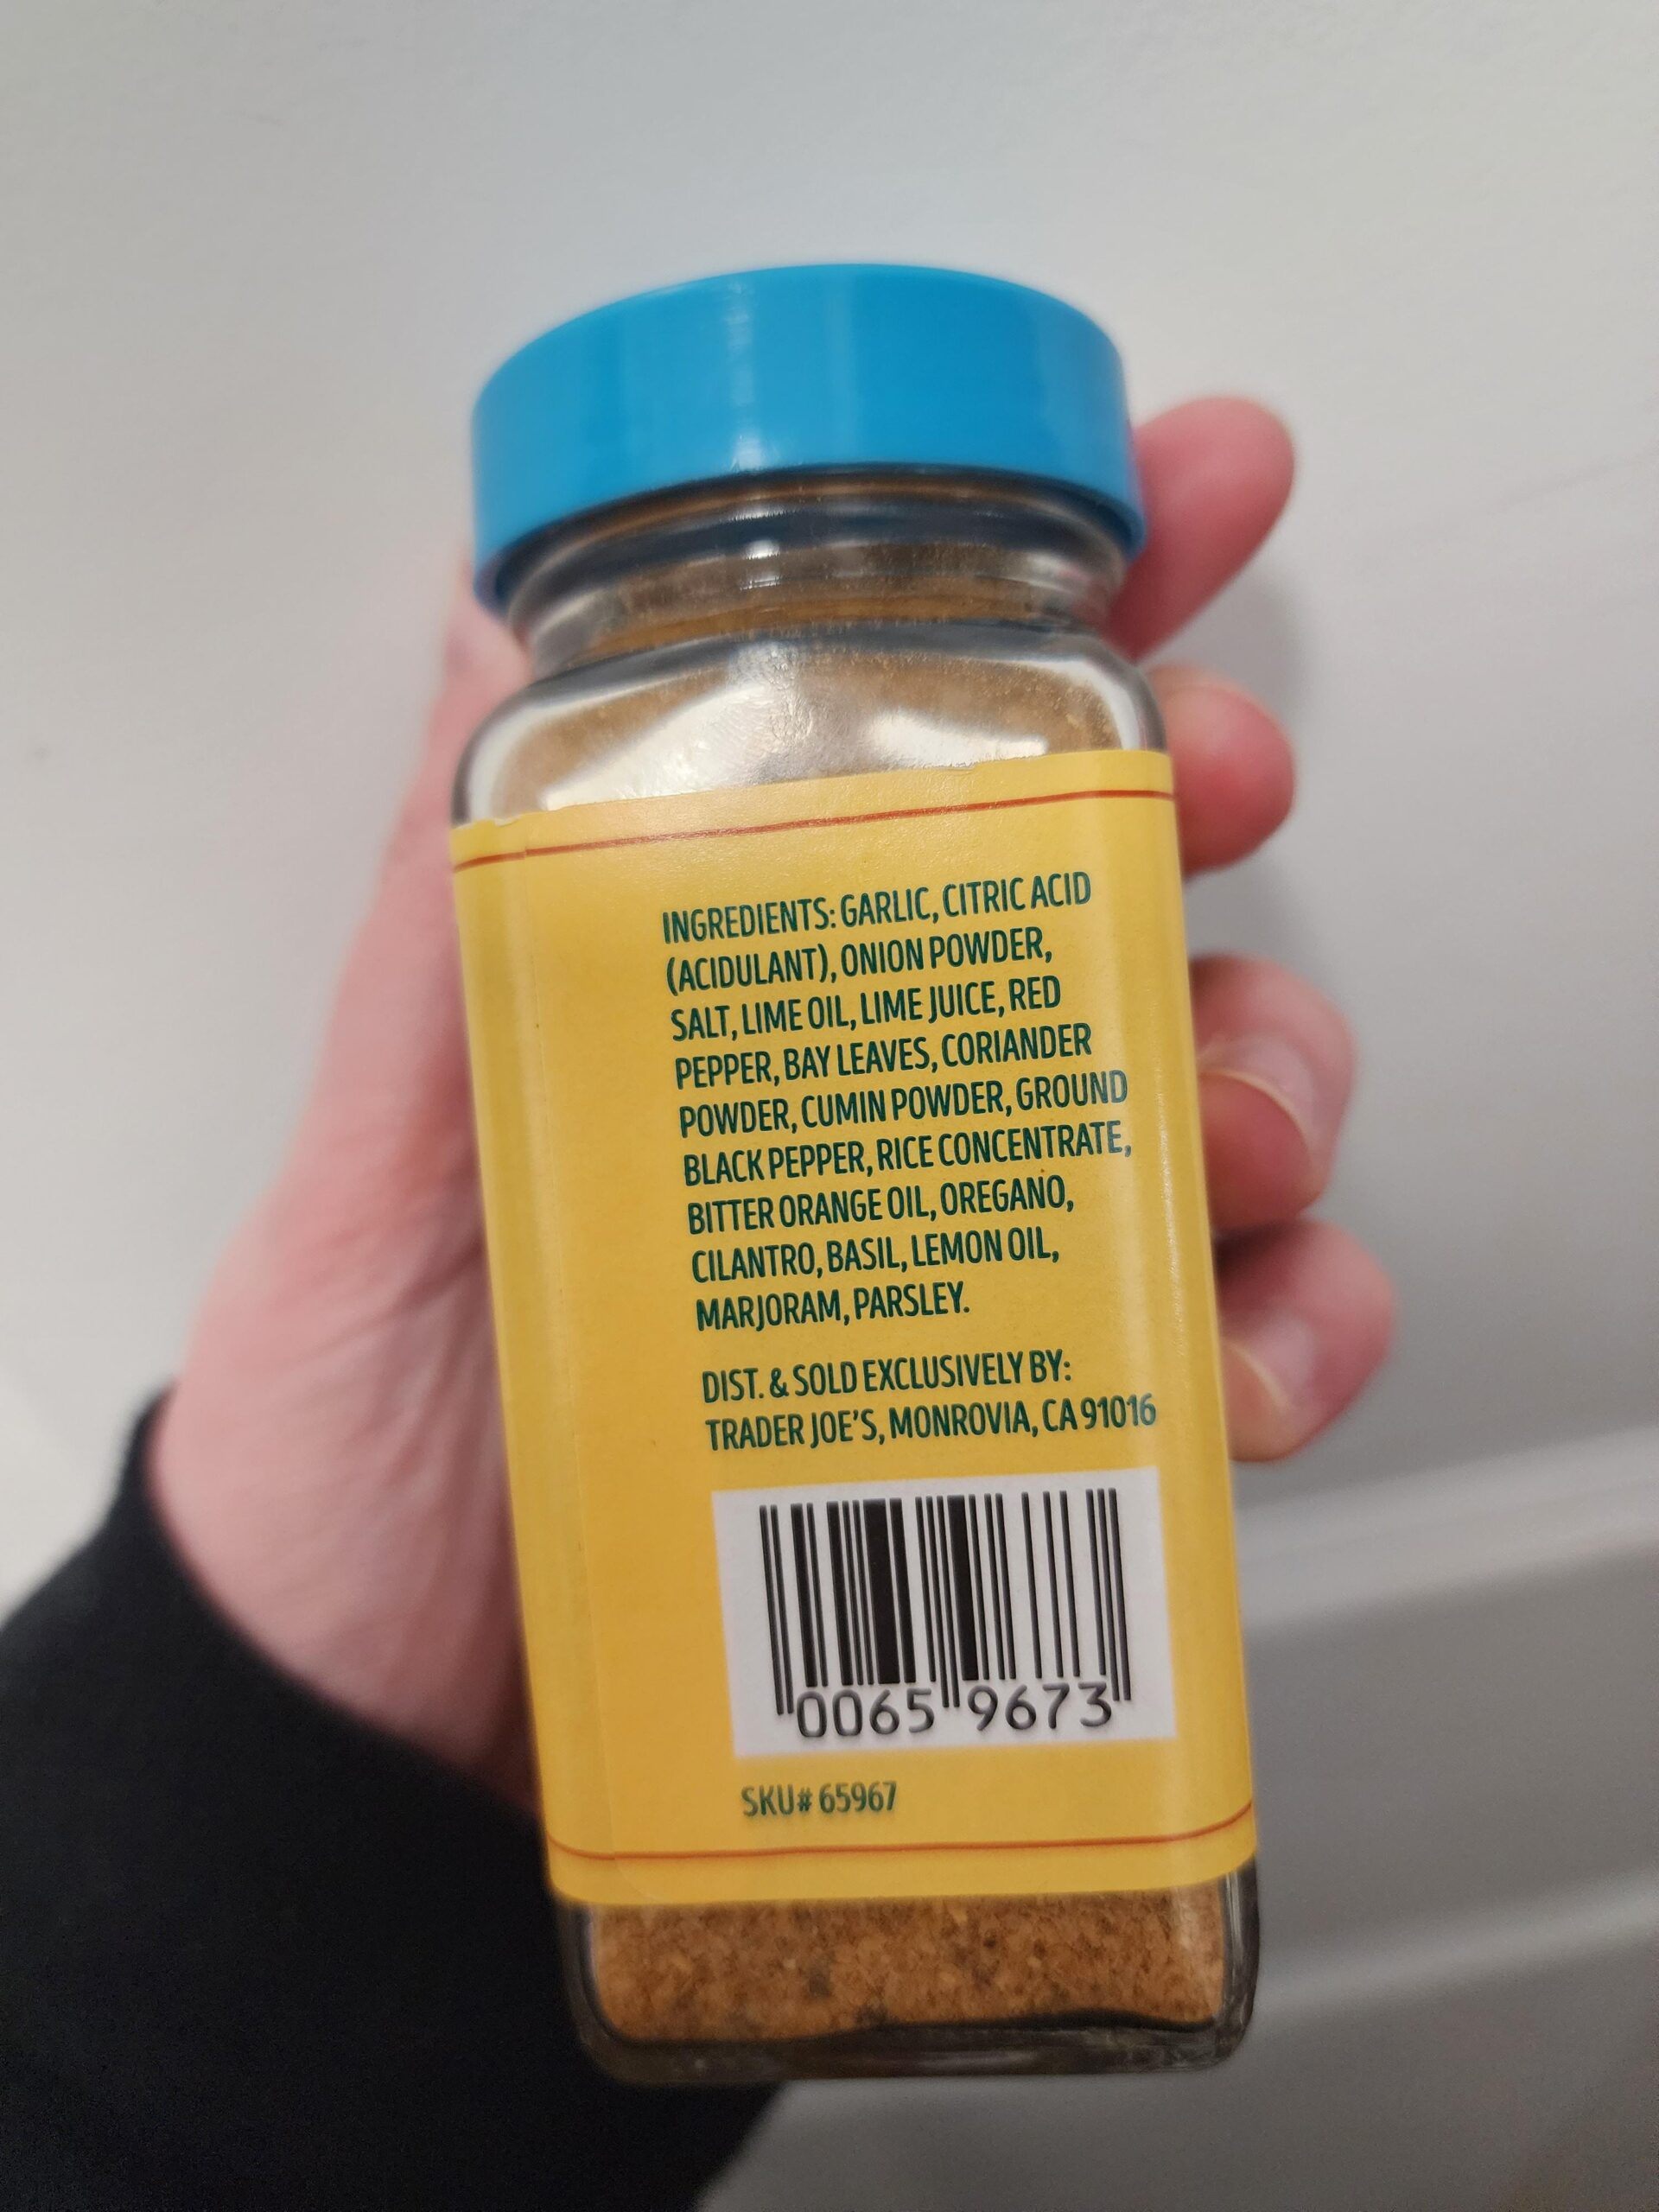 INGREDIENTS: GARLIC, CITRIC ACID
(ACIDULANT), ONION POWDER,
SALT, LIME OIL, LIME JUICE, RED
PEPPER, BAY LEAVES, CORIANDER
POWDER, CUMIN POWDER, GROUND
BLACK PEPPER, RICE CONCENTRATE,
BITTER ORANGE OIL, OREGANO,
CILANTRO, BASIL, LEMON OIL,
MARJORAM, PARSLEY.
DIST. & SOLD EXCLUSIVELY BY:
TRADER JOE'S, MONROVIA, CA 91016
0065 9673
SKU# 65967